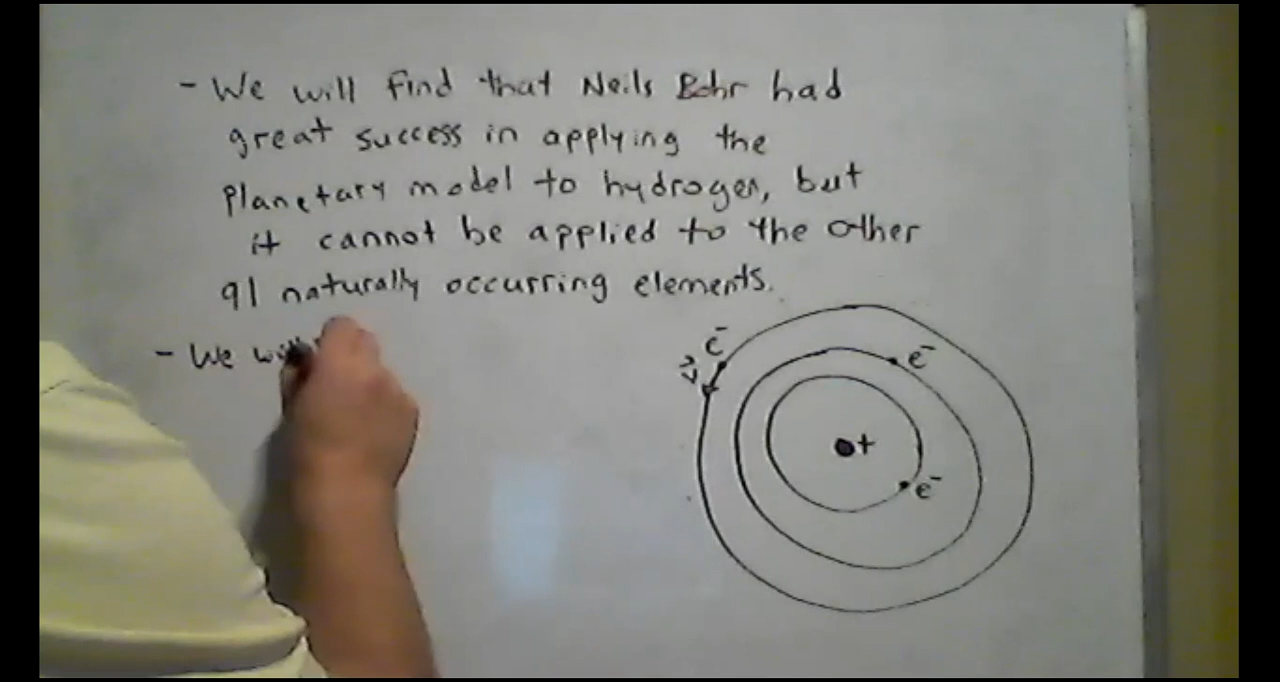 - We will find that Neils Bohr had
great success in applying the
planetary model to hydrogen, but
it cannot be applied to the other
91 naturally occurring elements.
- We will
e⁻
v⃗
e⁻
+
e⁻